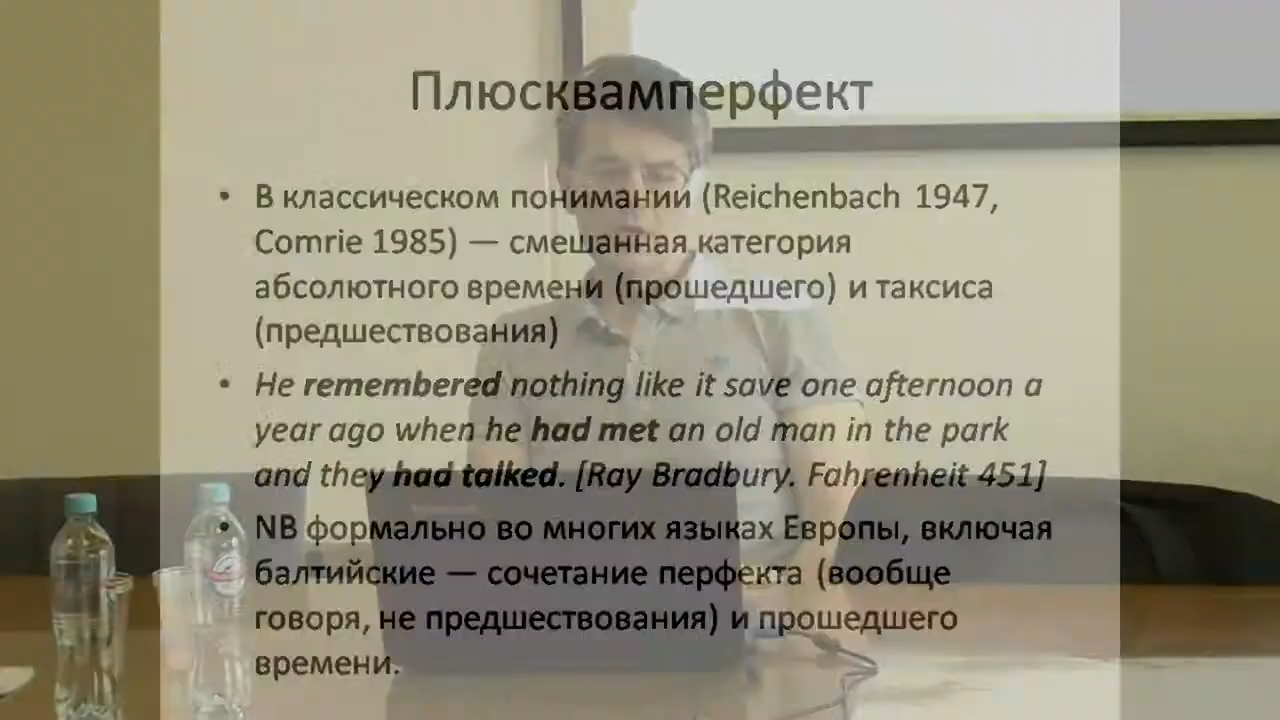 Плюсквамперфект
• В классическом понимании (Reichenbach 1947,
Comrie 1985) — смешанная категория
абсолютного времени (прошедшего) и таксиса
(предшествования)
• He remembered nothing like it save one afternoon a
year ago when he had met an old man in the park
and they had talked. [Ray Bradbury. Fahrenheit 451]
• NB формально во многих языках Европы, включая
балтийские — сочетание перфекта (вообще
говоря, не предшествования) и прошедшего
времени.